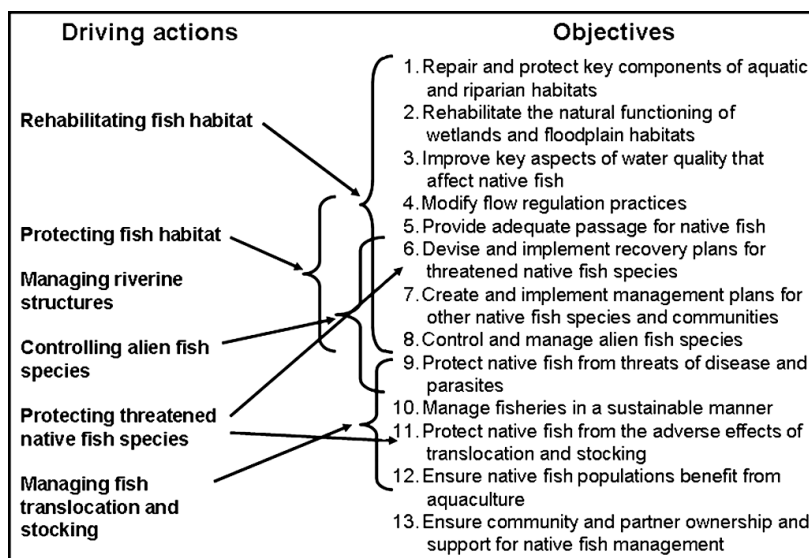 Driving actions
Rehabilitating fish habitat
Protecting fish habitat
Managing riverine
structures
Controlling alien fish
species
Protecting threatened
native fish species
Managing fish
translocation and
stocking
Objectives
1. Repair and protect key components of aquatic
and riparian habitats
2. Rehabilitate the natural functioning of
wetlands and floodplain habitats
3. Improve key aspects of water quality that
affect native fish
4. Modify flow regulation practices
5. Provide adequate passage for native fish
6. Devise and implement recovery plans for
threatened native fish species
7. Create and implement management plans for
other native fish species and communities
8. Control and manage alien fish species
9. Protect native fish from threats of disease and
parasites
10. Manage fisheries in a sustainable manner
11. Protect native fish from the adverse effects of
translocation and stocking
12. Ensure native fish populations benefit from
aquaculture
13. Ensure community and partner ownership and
support for native fish management